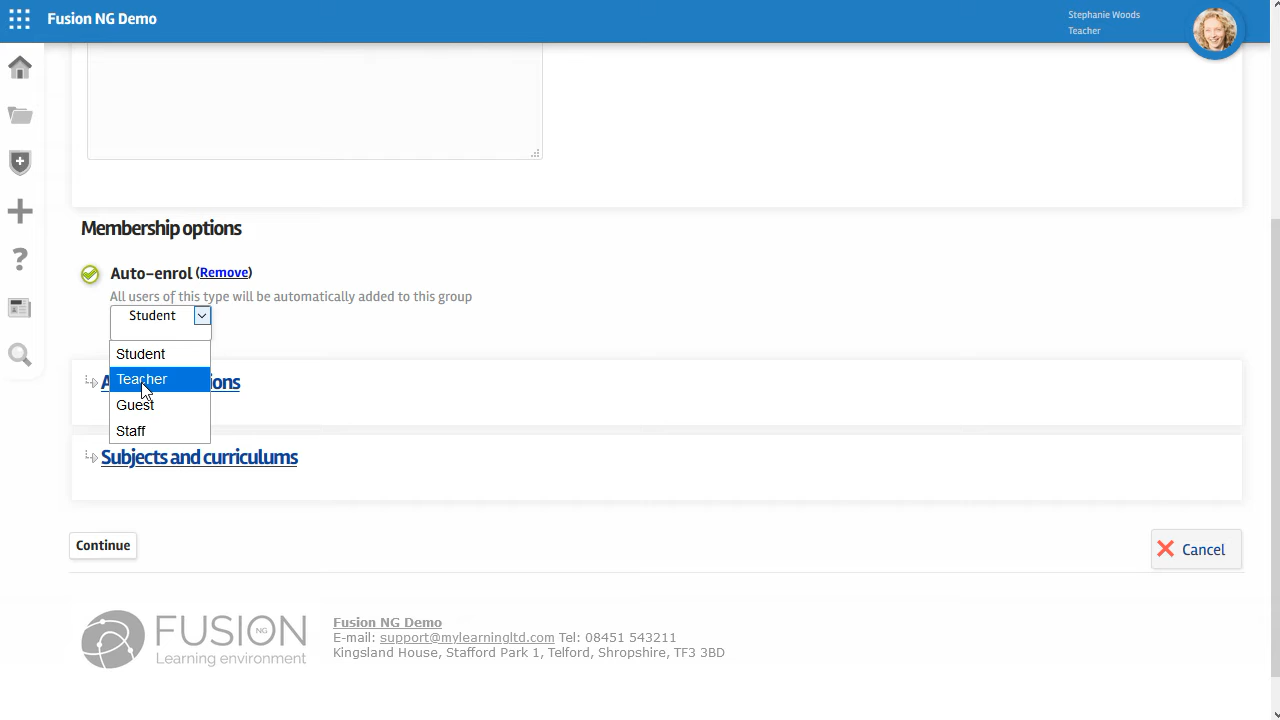 Fusion NG Demo
Stephanie Woods
Teacher
Membership options
Auto-enrol (Remove)
All users of this type will be automatically added to this group
Student
Student
Teacher
Guest
Staff
Subjects and curriculums
Continue
Cancel
FUSION NG
Learning environment
Fusion NG Demo
E-mail: support@mylearningltd.com Tel: 08451 543211
Kingsland House, Stafford Park 1, Telford, Shropshire, TF3 3BD